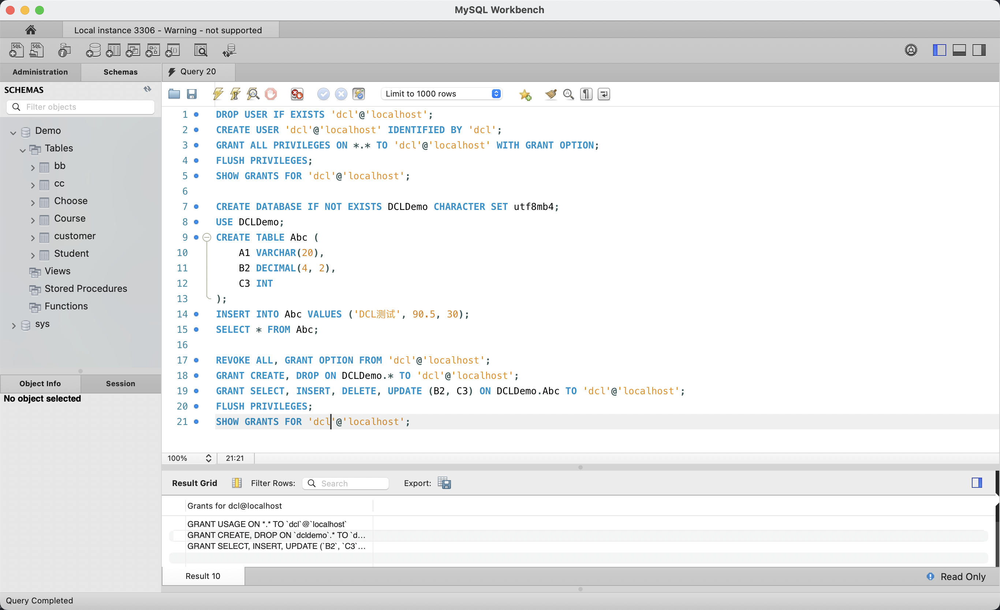 MySQL Workbench
Local instance 3306 - Warning - not supported
Administration
Schemas
Query 20
SCHEMAS
Filter objects
Demo
Tables
bb
cc
Choose
Course
customer
Student
Views
Stored Procedures
Functions
sys
Object Info
Session
No object selected
Limit to 1000 rows
1 DROP USER IF EXISTS 'dcl'@'localhost';
2 CREATE USER 'dcl'@'localhost' IDENTIFIED BY 'dcl';
3 GRANT ALL PRIVILEGES ON *.* TO 'dcl'@'localhost' WITH GRANT OPTION;
4 FLUSH PRIVILEGES;
5 SHOW GRANTS FOR 'dcl'@'localhost';
6
7 CREATE DATABASE IF NOT EXISTS DCLDemo CHARACTER SET utf8mb4;
8 USE DCLDemo;
9 CREATE TABLE Abc (
10 A1 VARCHAR(20),
11 B2 DECIMAL(4, 2),
12 C3 INT
13 );
14 INSERT INTO Abc VALUES ('DCL测试', 90.5, 30);
15 SELECT * FROM Abc;
16
17 REVOKE ALL, GRANT OPTION FROM 'dcl'@'localhost';
18 GRANT CREATE, DROP ON DCLDemo.* TO 'dcl'@'localhost';
19 GRANT SELECT, INSERT, DELETE, UPDATE (B2, C3) ON DCLDemo.Abc TO 'dcl'@'localhost';
20 FLUSH PRIVILEGES;
21 SHOW GRANTS FOR 'dcl'@'localhost';
100%
21:21
Result Grid
Filter Rows:
Search
Export:
Grants for dcl@localhost
GRANT USAGE ON *.* TO `dcl`@`localhost`
GRANT CREATE, DROP ON `dcldemo`.* TO `d...
GRANT SELECT, INSERT, UPDATE (`B2`, `C3`...
Result 10
Read Only
Query Completed